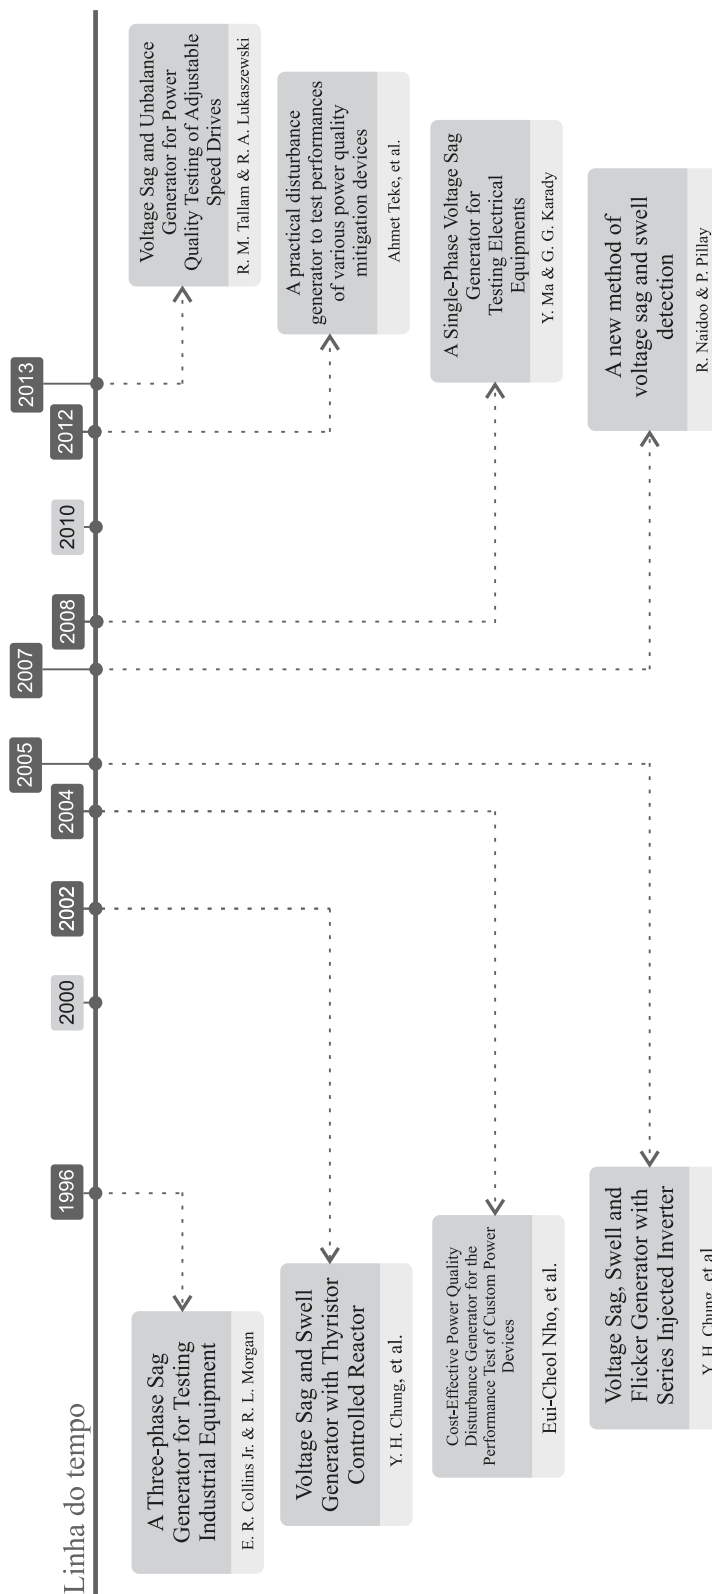 Linha do tempo
1996
2000
2002
2004
2005
2007
2008
2010
2012
2013
A Three-phase Sag
Generator for Testing
Industrial Equipment
E. R. Collins Jr. & R. L. Morgan
Voltage Sag and Swell
Generator with Thyristor
Controlled Reactor
Y. H. Chung, et al.
Cost-Effective Power Quality
Disturbance Generator for the
Performance Test of Custom Power
Devices
Eui-Cheol Nho, et al.
Voltage Sag, Swell and
Flicker Generator with
Series Injected Inverter
Y. H. Chung, et al.
A new method of
voltage sag and swell
detection
R. Naidoo & P. Pillay
A Single-Phase Voltage Sag
Generator for
Testing Electrical
Equipments
Y. Ma & G. G. Karady
A practical disturbance
generator to test performances
of various power quality
mitigation devices
Ahmet Teke, et al.
Voltage Sag and Unbalance
Generator for Power
Quality Testing of Adjustable
Speed Drives
R. M. Tallam & R. A. Lukaszewski